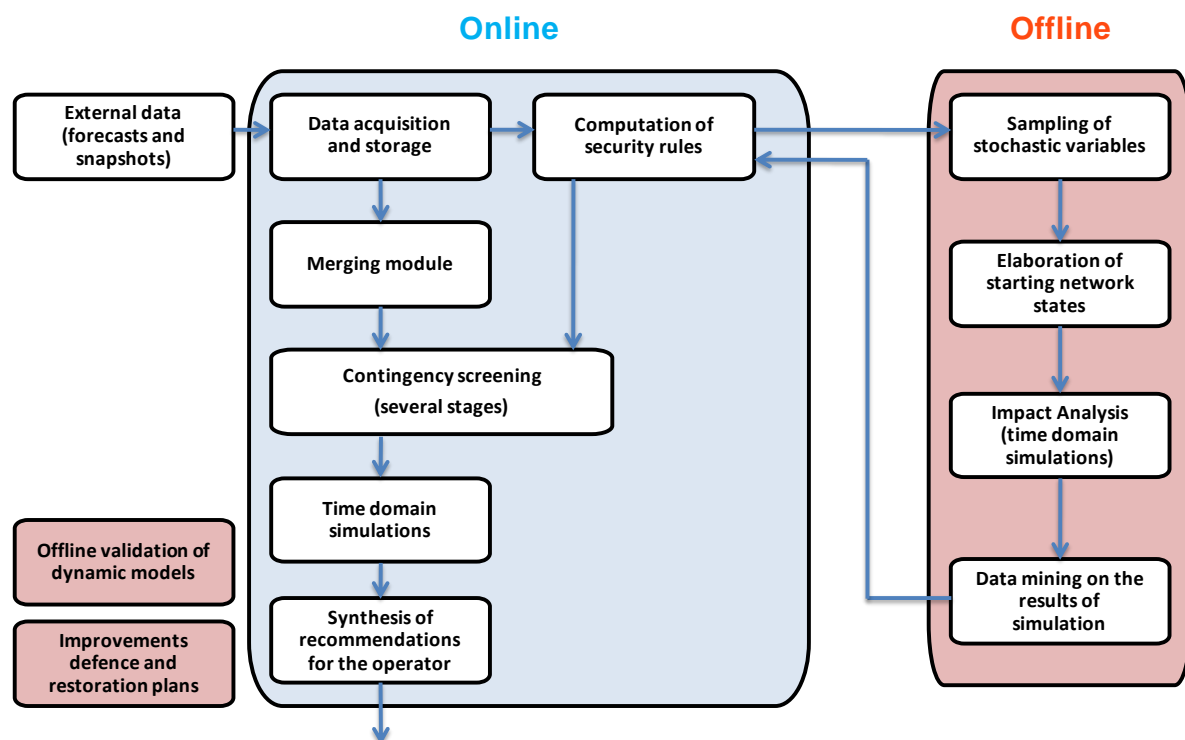 Online
Offline
External data
(forecasts and
snapshots)
Data acquisition
and storage
Computation of
security rules
Sampling of
stochastic variables
Merging module
Elaboration of
starting network
states
Contingency screening
(several stages)
Impact Analysis
(time domain
simulations)
Time domain
simulations
Offline validation of
dynamic models
Data mining on the
results of
simulation
Synthesis of
recommendations
for the operator
Improvements
defence and
restoration plans